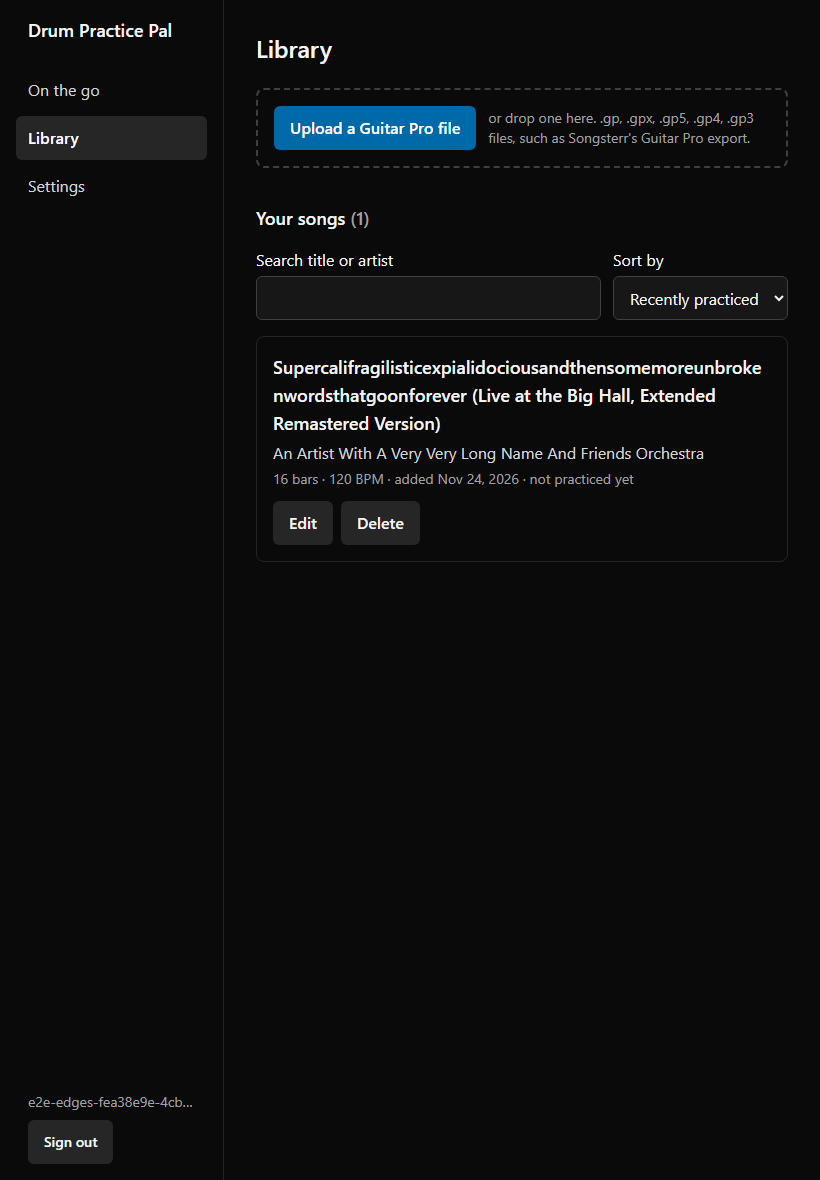 Drum Practice Pal
On the go
Library
Settings
e2e-edges-fea38e9e-4cb...
Sign out
Library
Upload a Guitar Pro file
or drop one here. .gp, .gpx, .gp5, .gp4, .gp3
files, such as Songsterr's Guitar Pro export.
Your songs (1)
Search title or artist
Sort by
Recently practiced
Supercalifragilisticexpialidociousandthensomemoreunbroke
nwordsthatgoonforever (Live at the Big Hall, Extended
Remastered Version)
An Artist With A Very Very Long Name And Friends Orchestra
16 bars · 120 BPM · added Nov 24, 2026 · not practiced yet
Edit
Delete